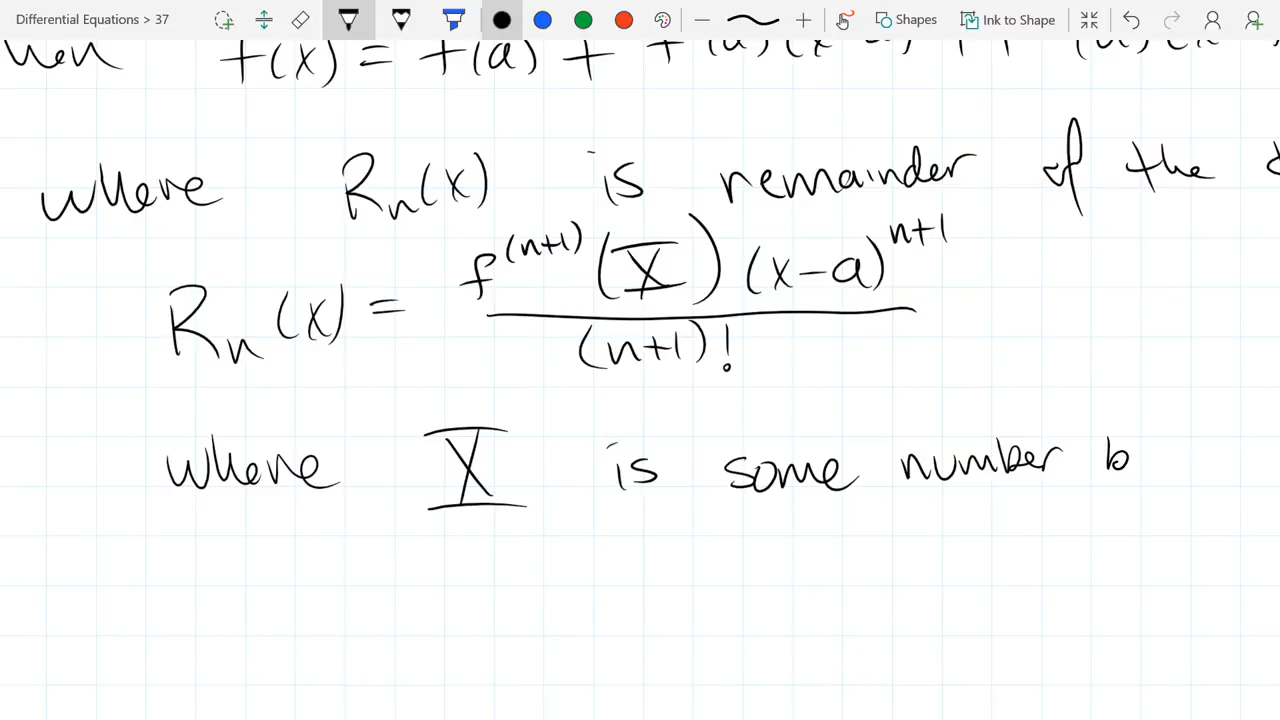 Differential Equations > 37
Shapes
Ink to Shape
f(x) = f(a) +
where Rn(x) is remainder of the
Rn(x) = f^(n+1)(X)(x-a)^n+1
(n+1)!
where X is some number b